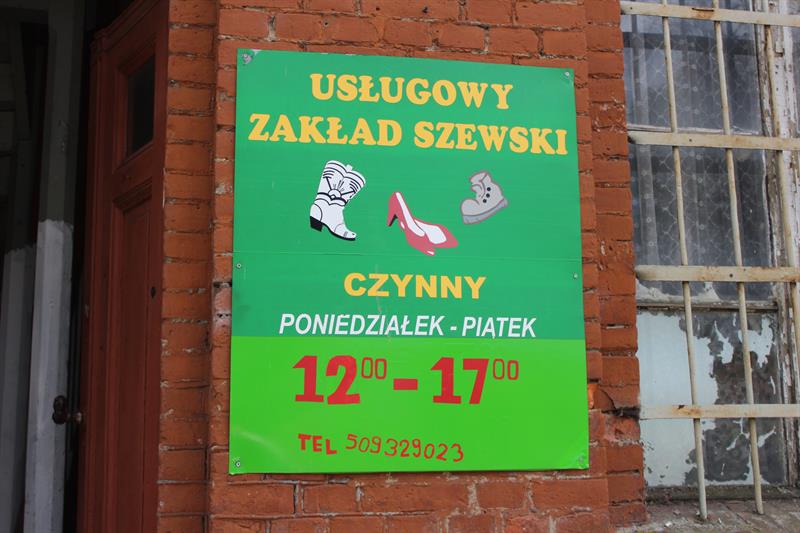 USŁUGOWY
ZAKŁAD SZEWSKI
CZYNNY
PONIEDZIAŁEK - PIĄTEK
12⁰⁰ - 17⁰⁰
TEL 509329023